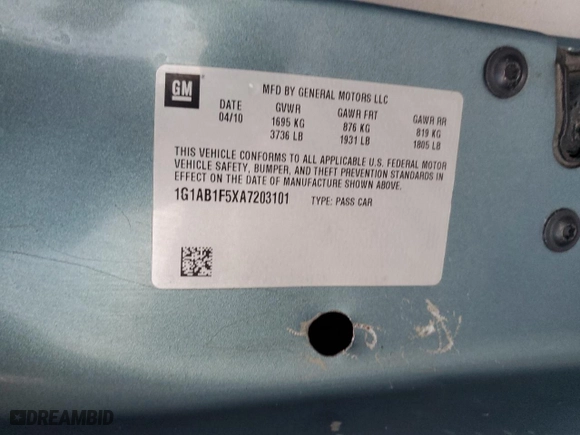 GM
MFD BY GENERAL MOTORS LLC
DATE GVWR GAWR FRT GAWR RR
04/10 1695 KG 876 KG 819 KG
3736 LB 1931 LB 1805 LB
THIS VEHICLE CONFORMS TO ALL APPLICABLE U.S. FEDERAL MOTOR
VEHICLE SAFETY, BUMPER, AND THEFT PREVENTION STANDARDS IN
EFFECT ON THE DATE OF MANUFACTURE SHOWN ABOVE.
1G1AB1F5XA7203101 TYPE: PASS CAR
DREAMBID